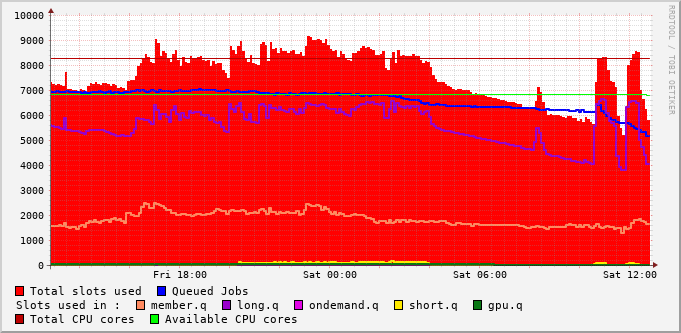 10000
9000
8000
7000
6000
5000
4000
3000
2000
1000
0
Fri 18:00 Sat 00:00 Sat 06:00 Sat 12:00
RRDTOOL / TOBI OETIKER
Total slots used Queued Jobs
Slots used in : member.q long.q ondemand.q short.q gpu.q
Total CPU cores Available CPU cores